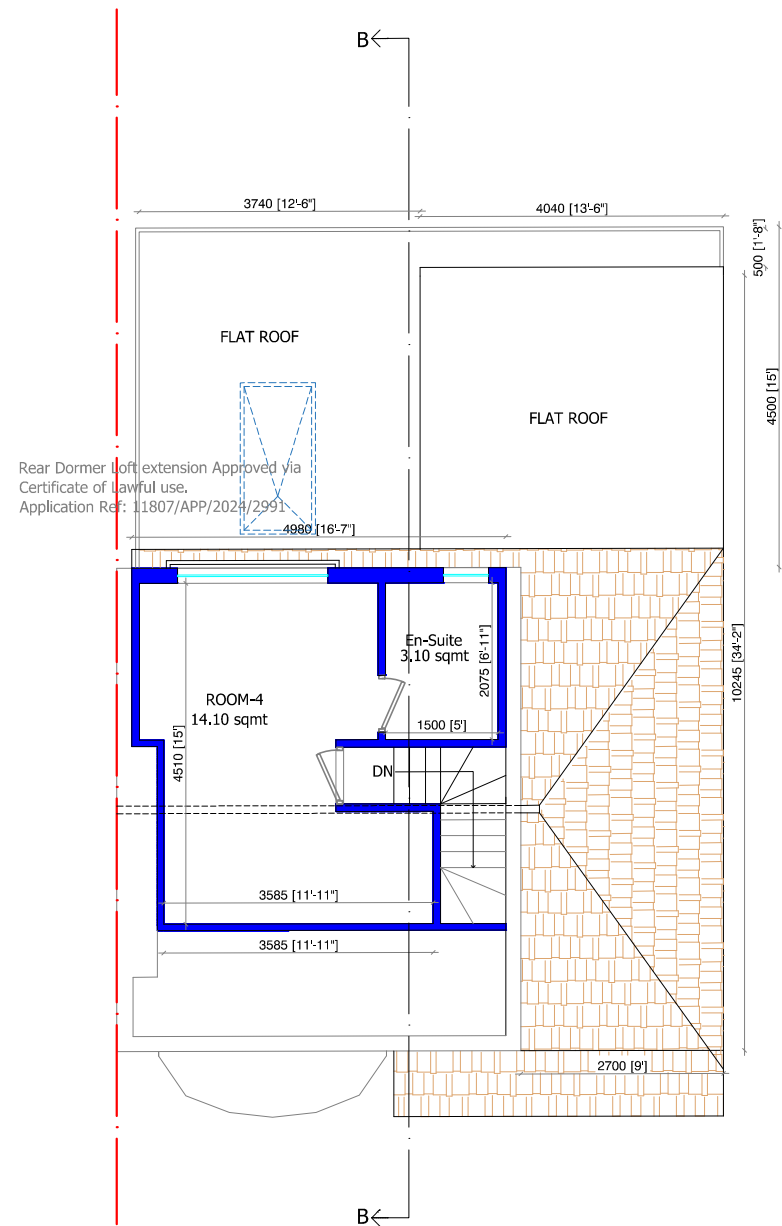 B
3740 [12'-6"]
4040 [13'-6"]
500 [1'-8"]
4500 [15']
FLAT ROOF
FLAT ROOF
Rear Dormer Loft extension Approved via
Certificate of Lawful use.
Application Ref: 11807/APP/2024/2991
4980 [16'-7"]
En-Suite
3.10 sqmt
2075 [6'-11"]
10245 [34'-2"]
ROOM-4
14.10 sqmt
1500 [5']
4510 [15']
DN
3585 [11'-11"]
3585 [11'-11"]
2700 [9']
B